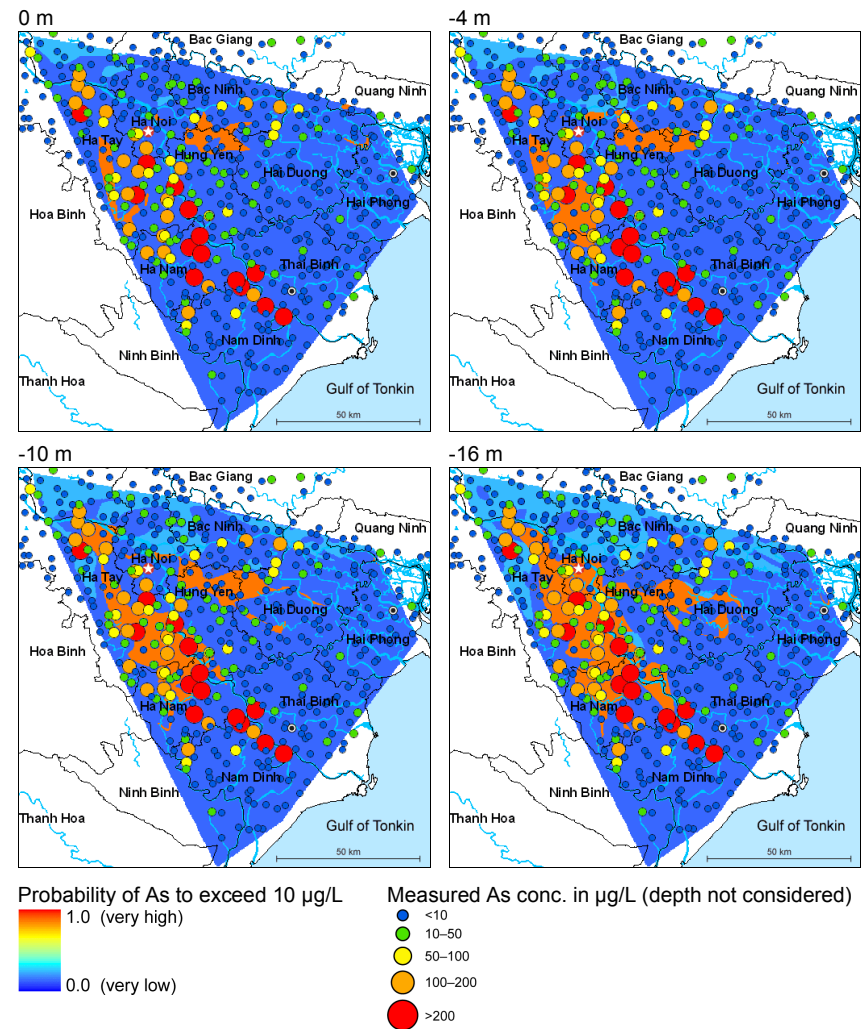 0 m
Bac Giang
Quang Ninh
Bac Ninh
Ha Noi
Ha Tay
Hung Yen
Hai Duong
Hai Phong
Hoa Binh
Thai Binh
Ha Nam
Nam Dinh
Ninh Binh
Thanh Hoa
Gulf of Tonkin
50 km
-4 m
Bac Giang
Quang Ninh
Bac Ninh
Ha Noi
Ha Tay
Hung Yen
Hai Duong
Hai Phong
Hoa Binh
Thai Binh
Ha Nam
Nam Dinh
Ninh Binh
Thanh Hoa
Gulf of Tonkin
50 km
-10 m
Bac Giang
Quang Ninh
Bac Ninh
Ha Noi
Ha Tay
Hung Yen
Hai Duong
Hai Phong
Hoa Binh
Thai Binh
Ha Nam
Nam Dinh
Ninh Binh
Thanh Hoa
Gulf of Tonkin
50 km
-16 m
Bac Giang
Quang Ninh
Bac Ninh
Ha Noi
Ha Tay
Hung Yen
Hai Duong
Hai Phong
Hoa Binh
Thai Binh
Ha Nam
Nam Dinh
Ninh Binh
Thanh Hoa
Gulf of Tonkin
50 km
Probability of As to exceed 10 µg/L
1.0 (very high)
0.0 (very low)
Measured As conc. in µg/L (depth not considered)
<10
10–50
50–100
100–200
>200